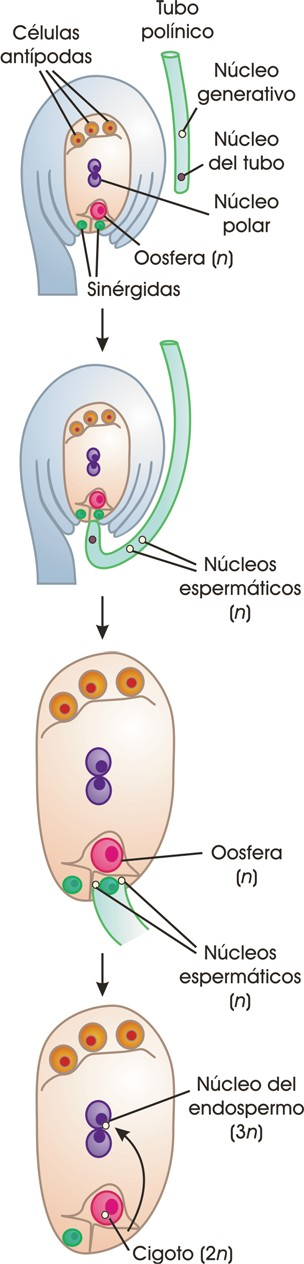 Tubo
polínico
Células
antípodas
Núcleo
generativo
Núcleo
del tubo
Núcleo
polar
Oosfera (n)
Sinérgidas
Núcleos
espermáticos
(n)
Oosfera
(n)
Núcleos
espermáticos
(n)
Núcleo del
endospermo
(3n)
Cigoto (2n)